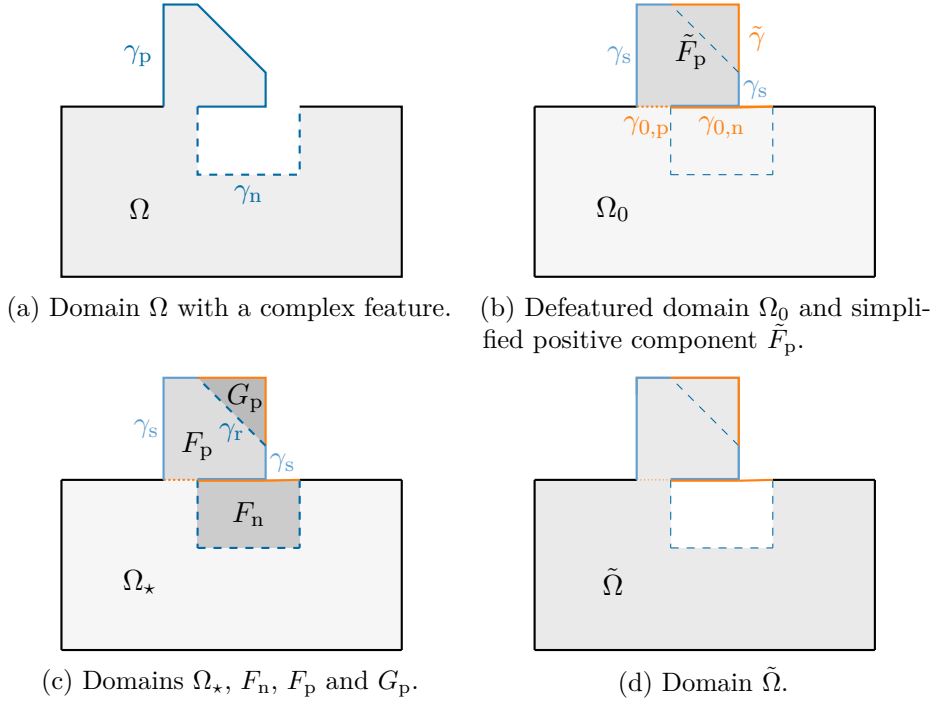 γp
γn
Ω
(a) Domain Ω with a complex feature.
γs
F̃p
γ̃
γs
γ0,p
γ0,n
Ω0
(b) Defeatured domain Ω0 and simpli-
fied positive component F̃p.
Gp
γs
γr
Fp
γs
Fn
Ω⋆
(c) Domains Ω⋆, Fn, Fp and Gp.
Ω̃
(d) Domain Ω̃.